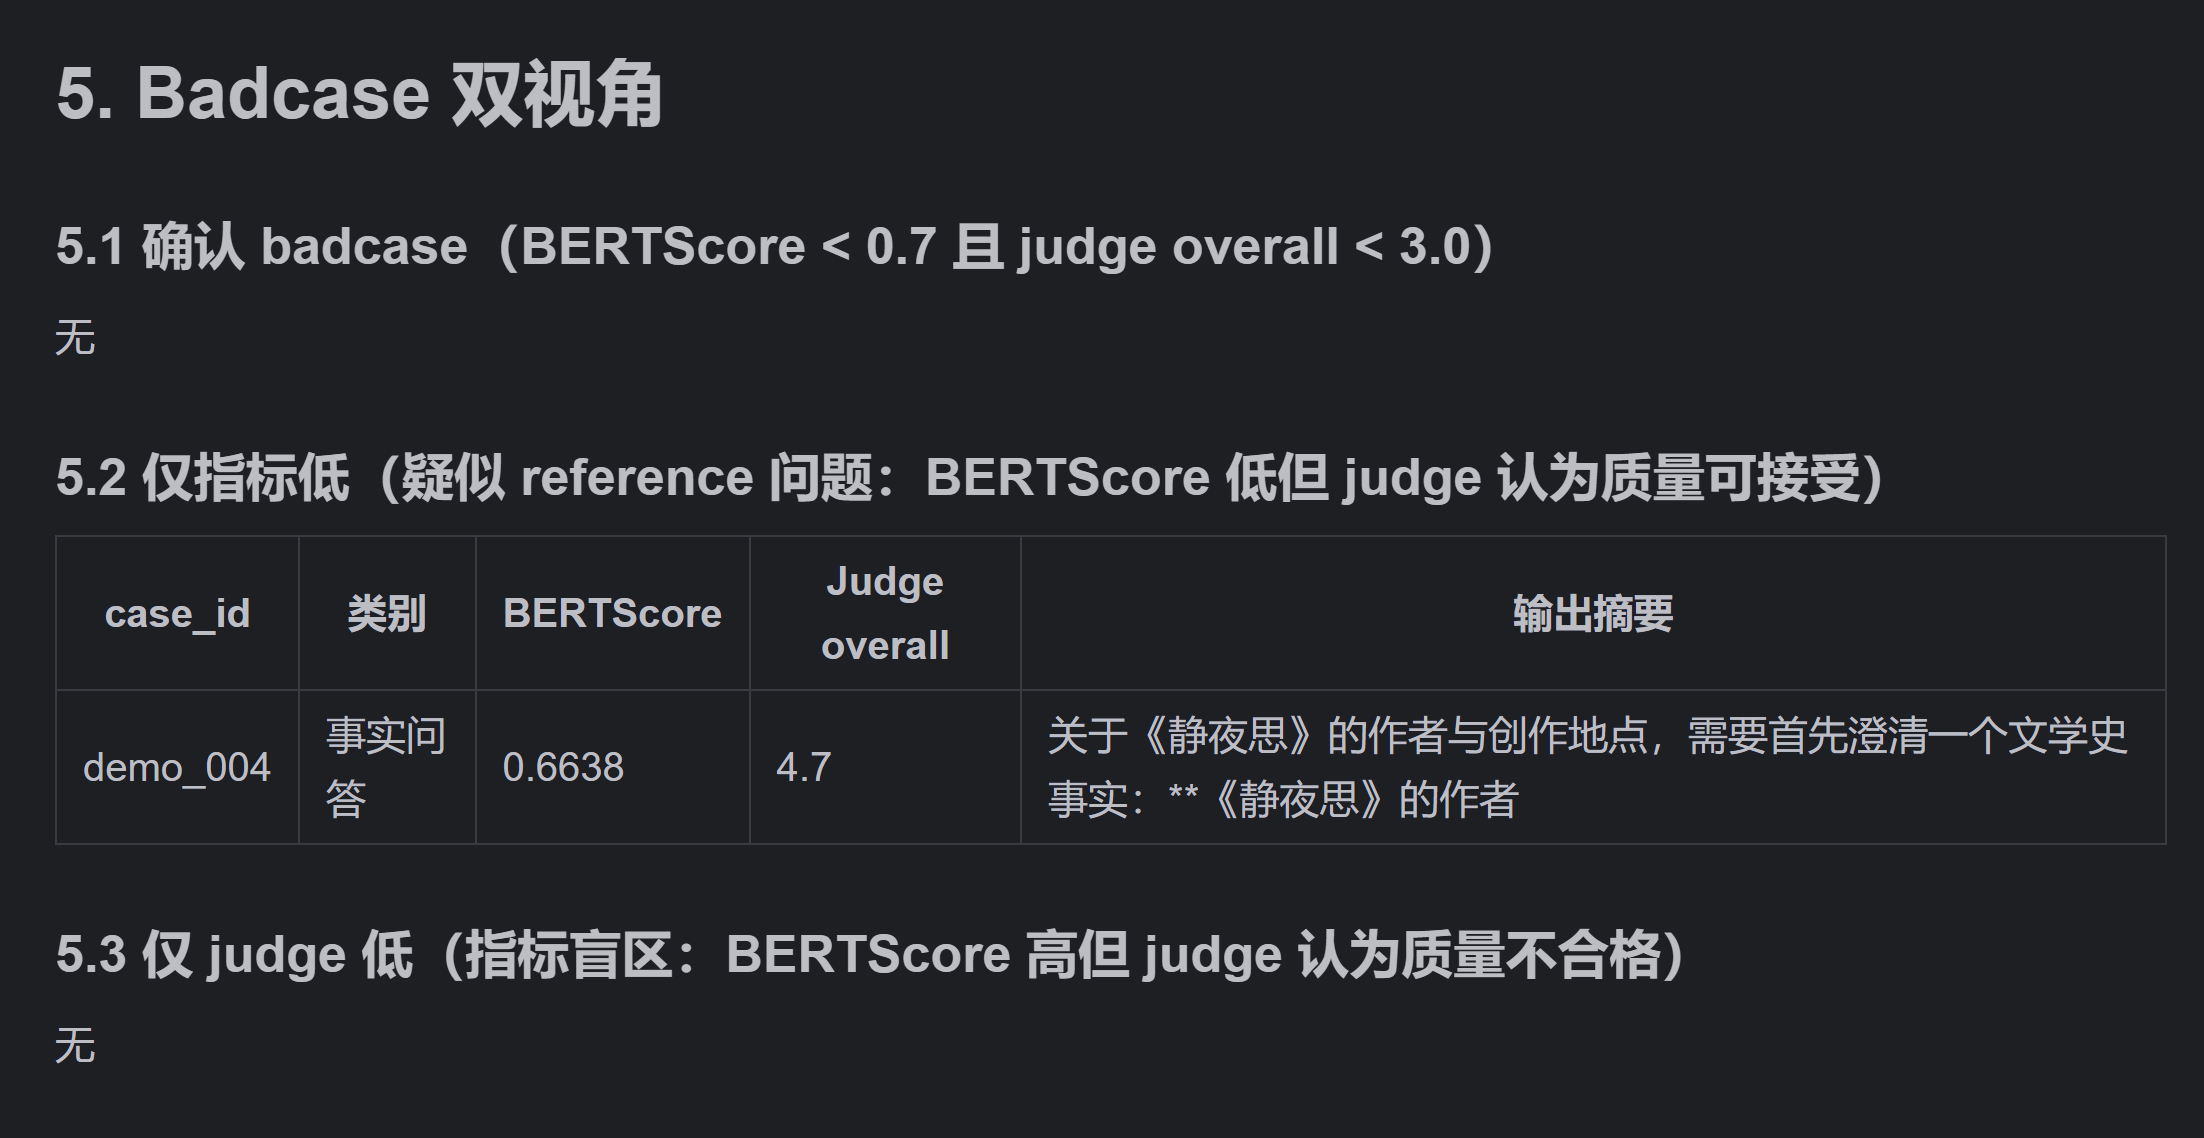 5. Badcase 双视角
5.1 确认 badcase（BERTScore < 0.7 且 judge overall < 3.0）
无
5.2 仅指标低（疑似 reference 问题：BERTScore 低但 judge 认为质量可接受）
case_id 类别 BERTScore Judge overall 输出摘要
demo_004 事实问答 0.6638 4.7 关于《静夜思》的作者与创作地点，需要首先澄清一个文学史
事实：**《静夜思》的作者
5.3 仅 judge 低（指标盲区：BERTScore 高但 judge 认为质量不合格）
无